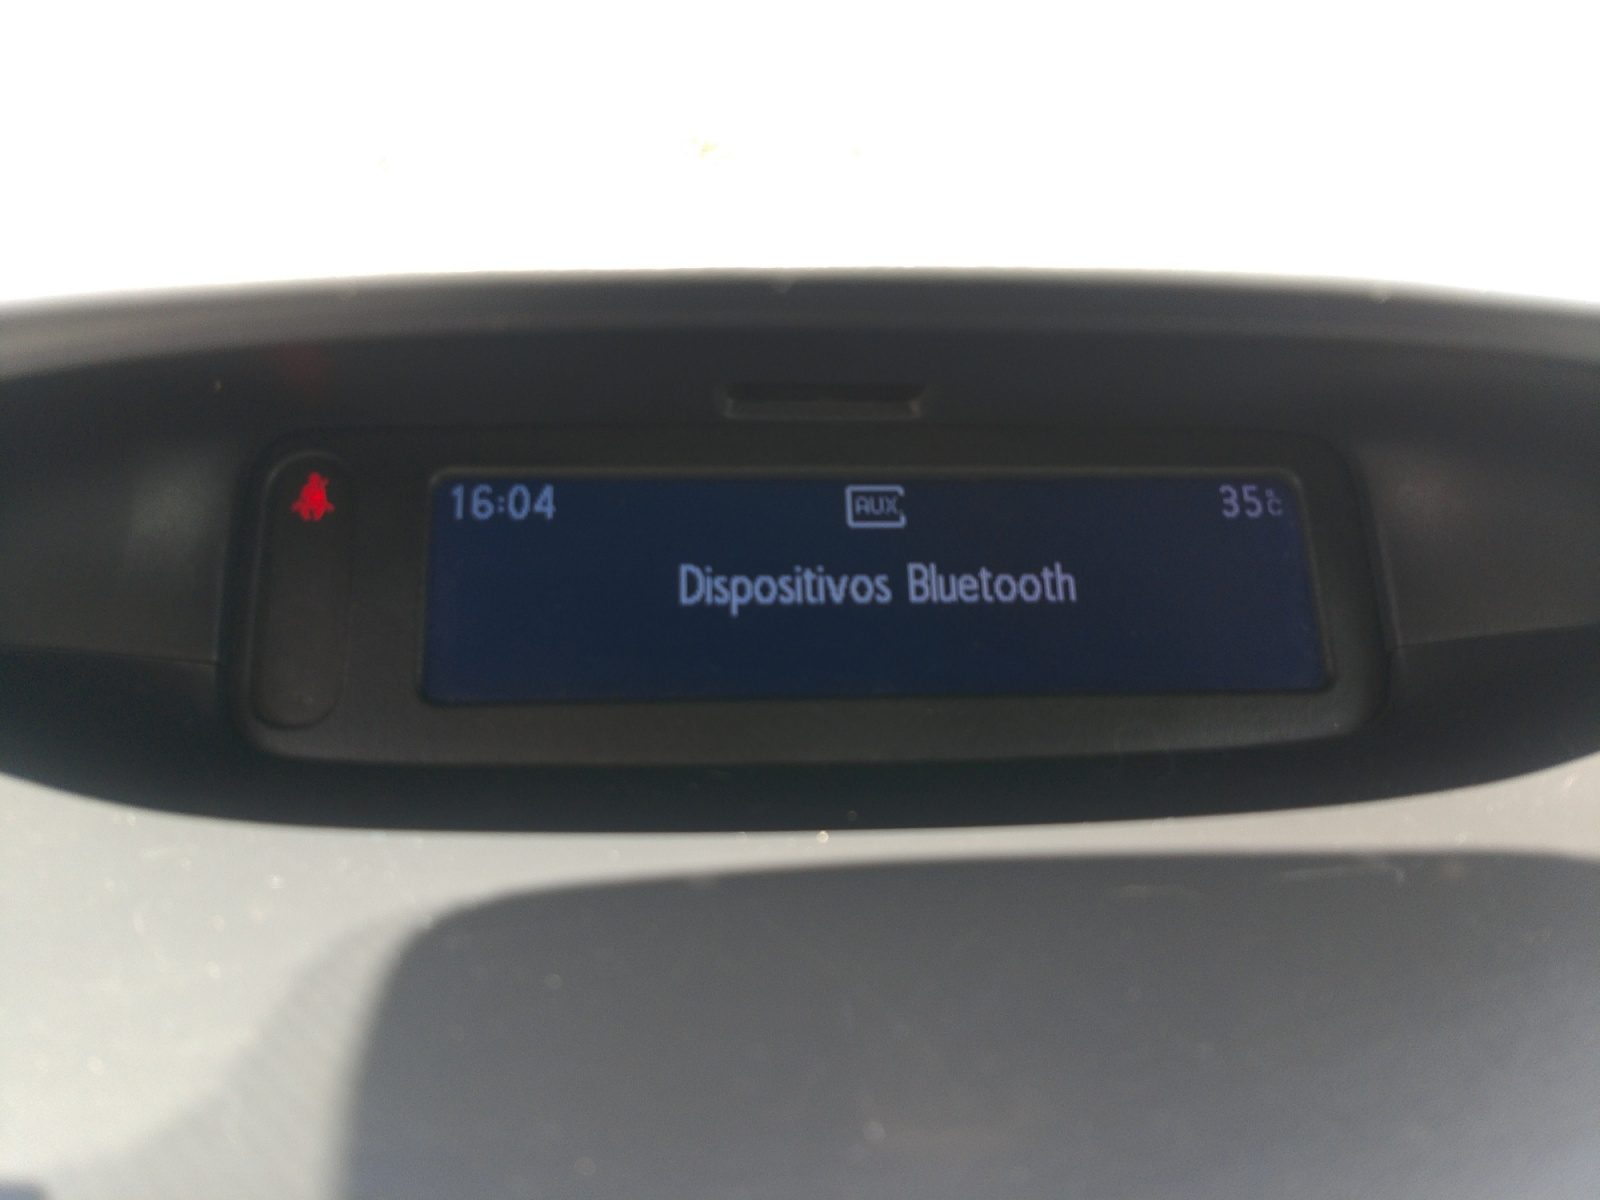 16:04 AUX 35°C
Dispositivos Bluetooth